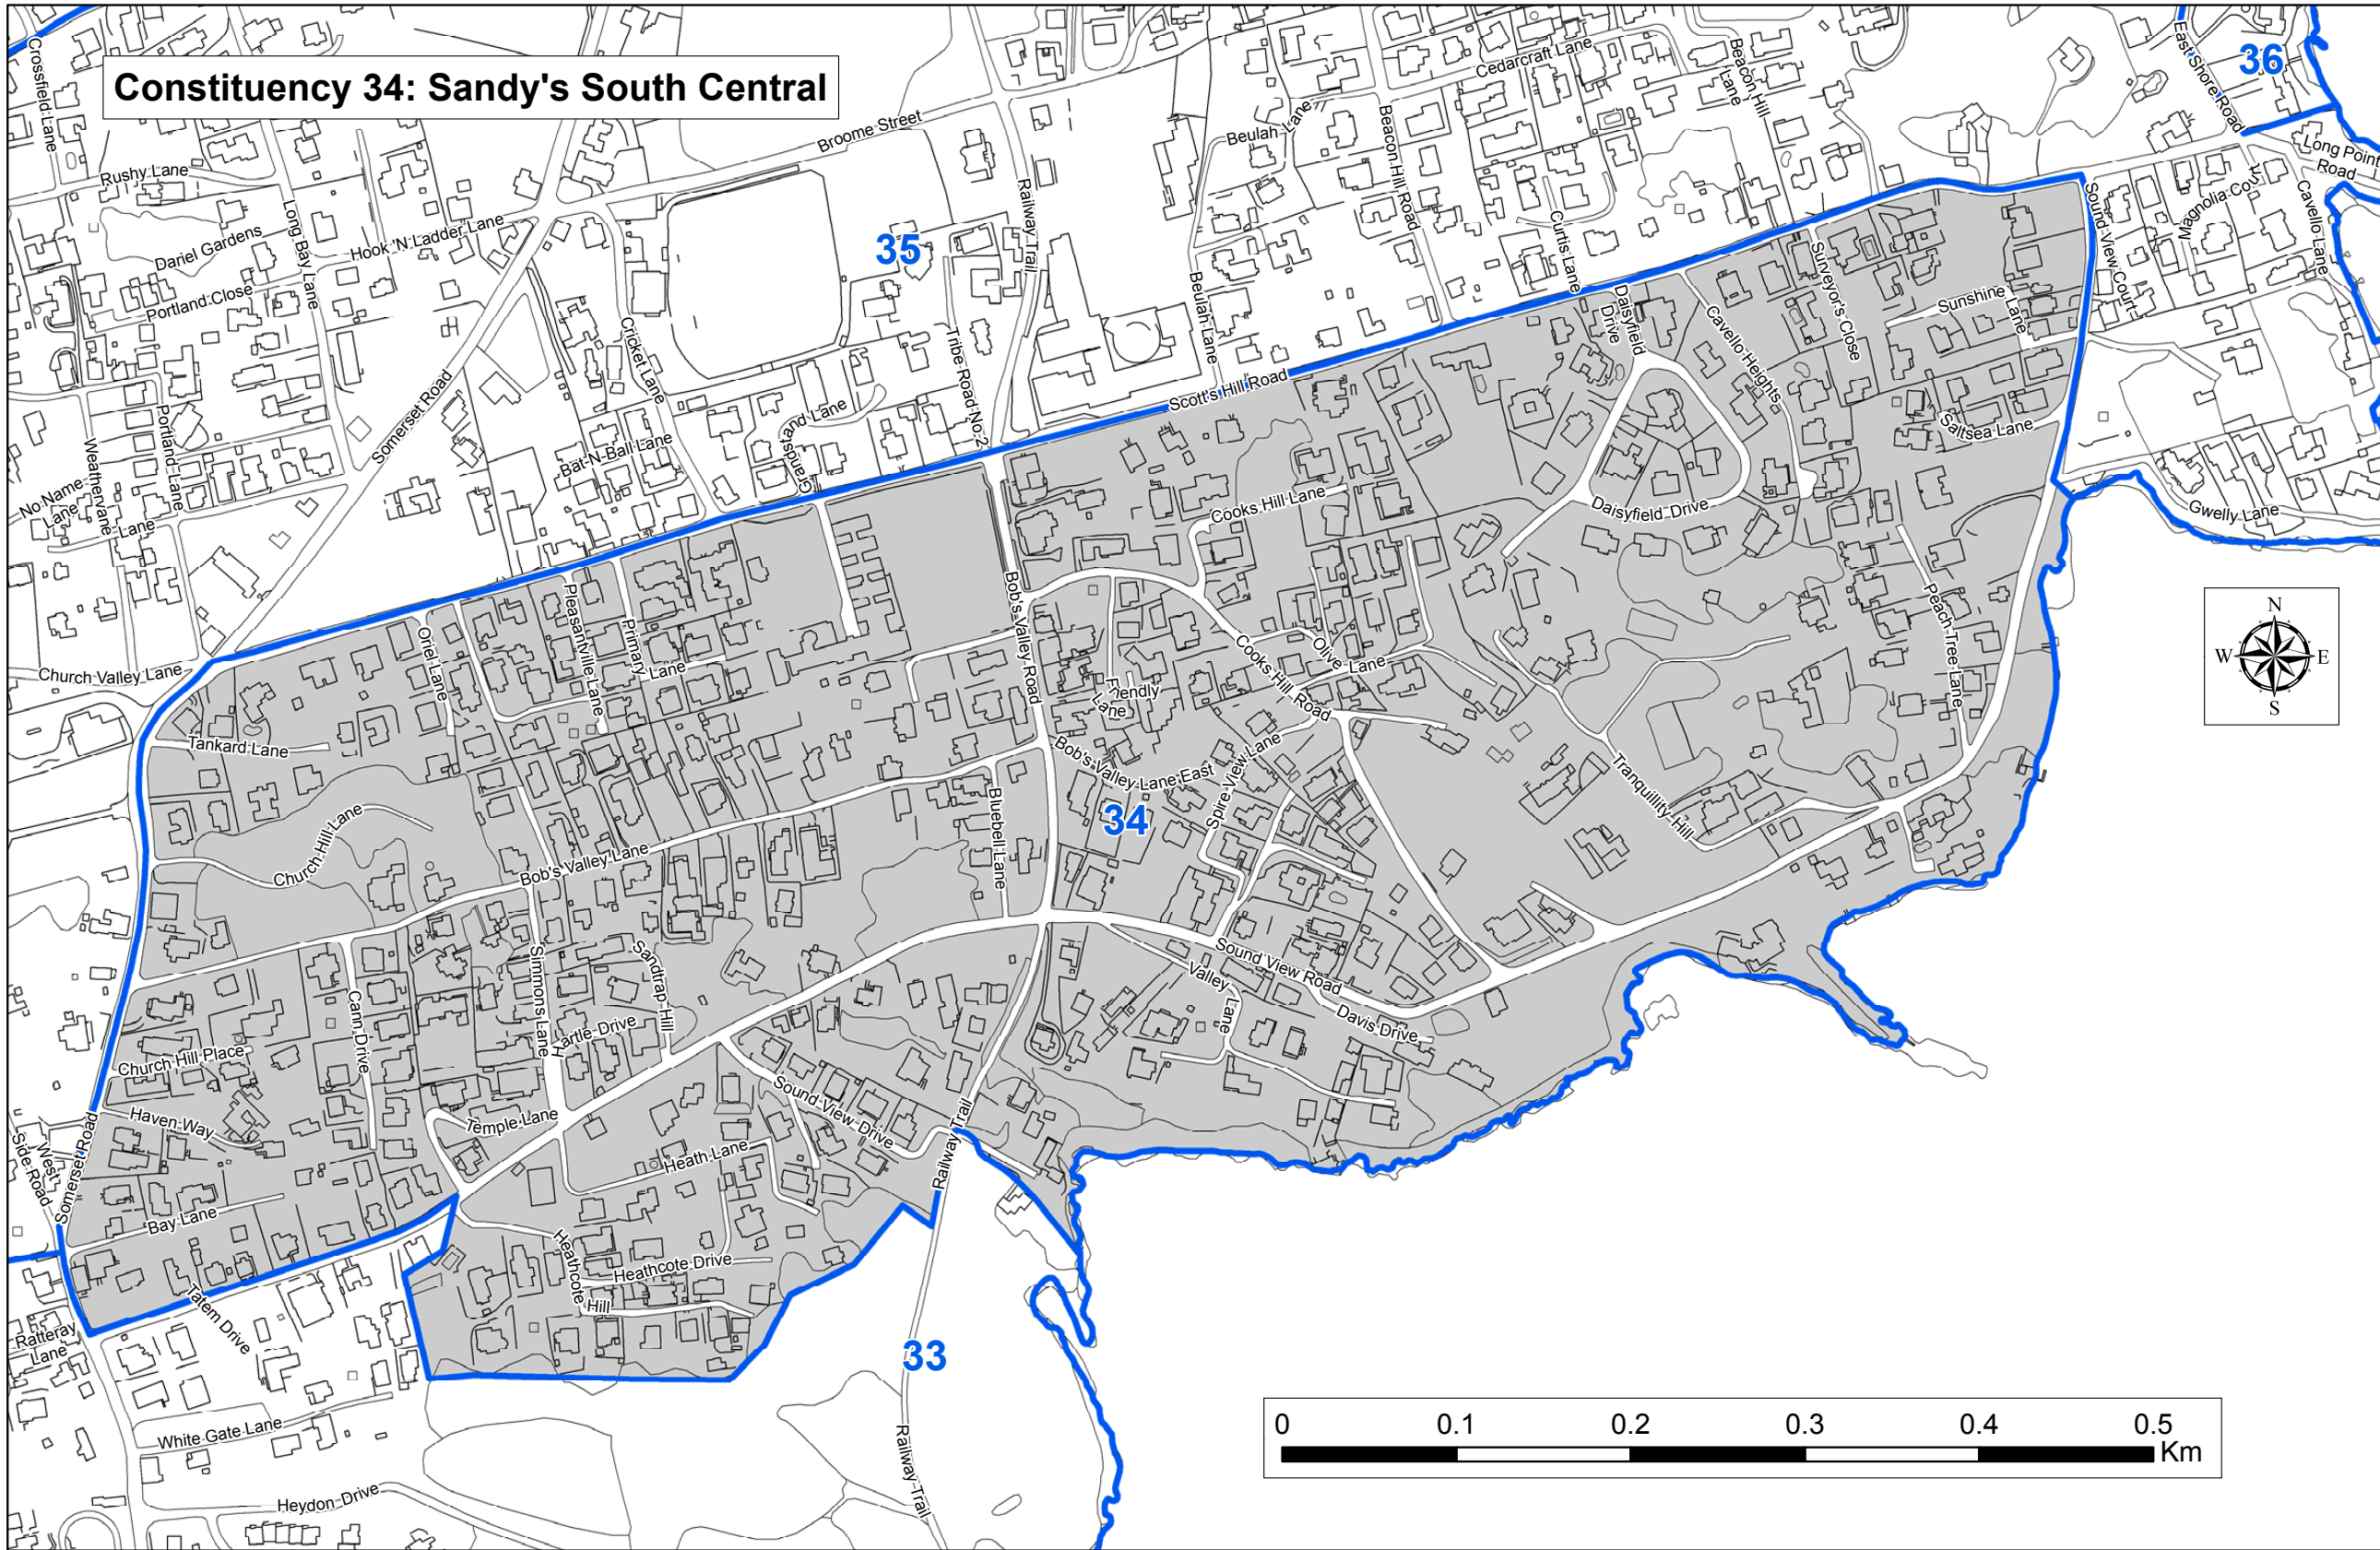 Constituency 34: Sandy's South Central
Crossfield Lane
Rushy Lane
Dariel Gardens
Long Bay Lane
Hook 'N Ladder Lane
Portland Close
Broome Street
Railway Trail
35
Beulah Lane
Cedarcraft Lane
Beacon Hill Road
Beacon Hill
Lane
East Shore Road
36
Long Point
Road
Magnolia Court
Cavello Lane
Sound View Court
Curtis Lane
Beulah Lane
Tribe Road No.2
Cricket Lane
Somerset Road
Portland Lane
Weathervane
Lane
No Name
Lane
Bat-N-Ball Lane
Grandstand Lane
Scott's Hill Road
Daisyfield
Drive
Cavello Heights
Surveyor's Close
Sunshine
Lane
Saltsea Lane
Daisyfield Drive
Gwelly Lane
Cooks Hill Lane
Church Valley Lane
Oriel Lane
Pleasantville Lane
Primary Lane
Bob's Valley Road
Cooks Hill Road
Olive Lane
Friendly
Lane
Peach Tree Lane
N
W
E
S
Tankard Lane
Church Hill Lane
Bob's Valley Lane
Bluebell Lane
Bob's Valley Lane East
Spire View Lane
34
Tranquillity Hill
Simmons Lane
Sandtrap Hill
Cann Drive
Hartle Drive
Sound View Road
Valley
Lane
Davis Drive
Church Hill Place
Haven Way
Temple Lane
Sound View Drive
Railway Trail
Heath Lane
West
Side Road
Somerset Road
Bay Lane
Heathcote
Hill
Heathcote Drive
Tatem Drive
Ratteray
Lane
33
White Gate Lane
Railway Trail
Heydon Drive
0 0.1 0.2 0.3 0.4 0.5
Km